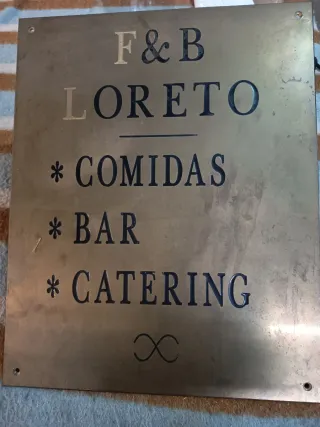 F&B
LORETO
* COMIDAS
* BAR
* CATERING